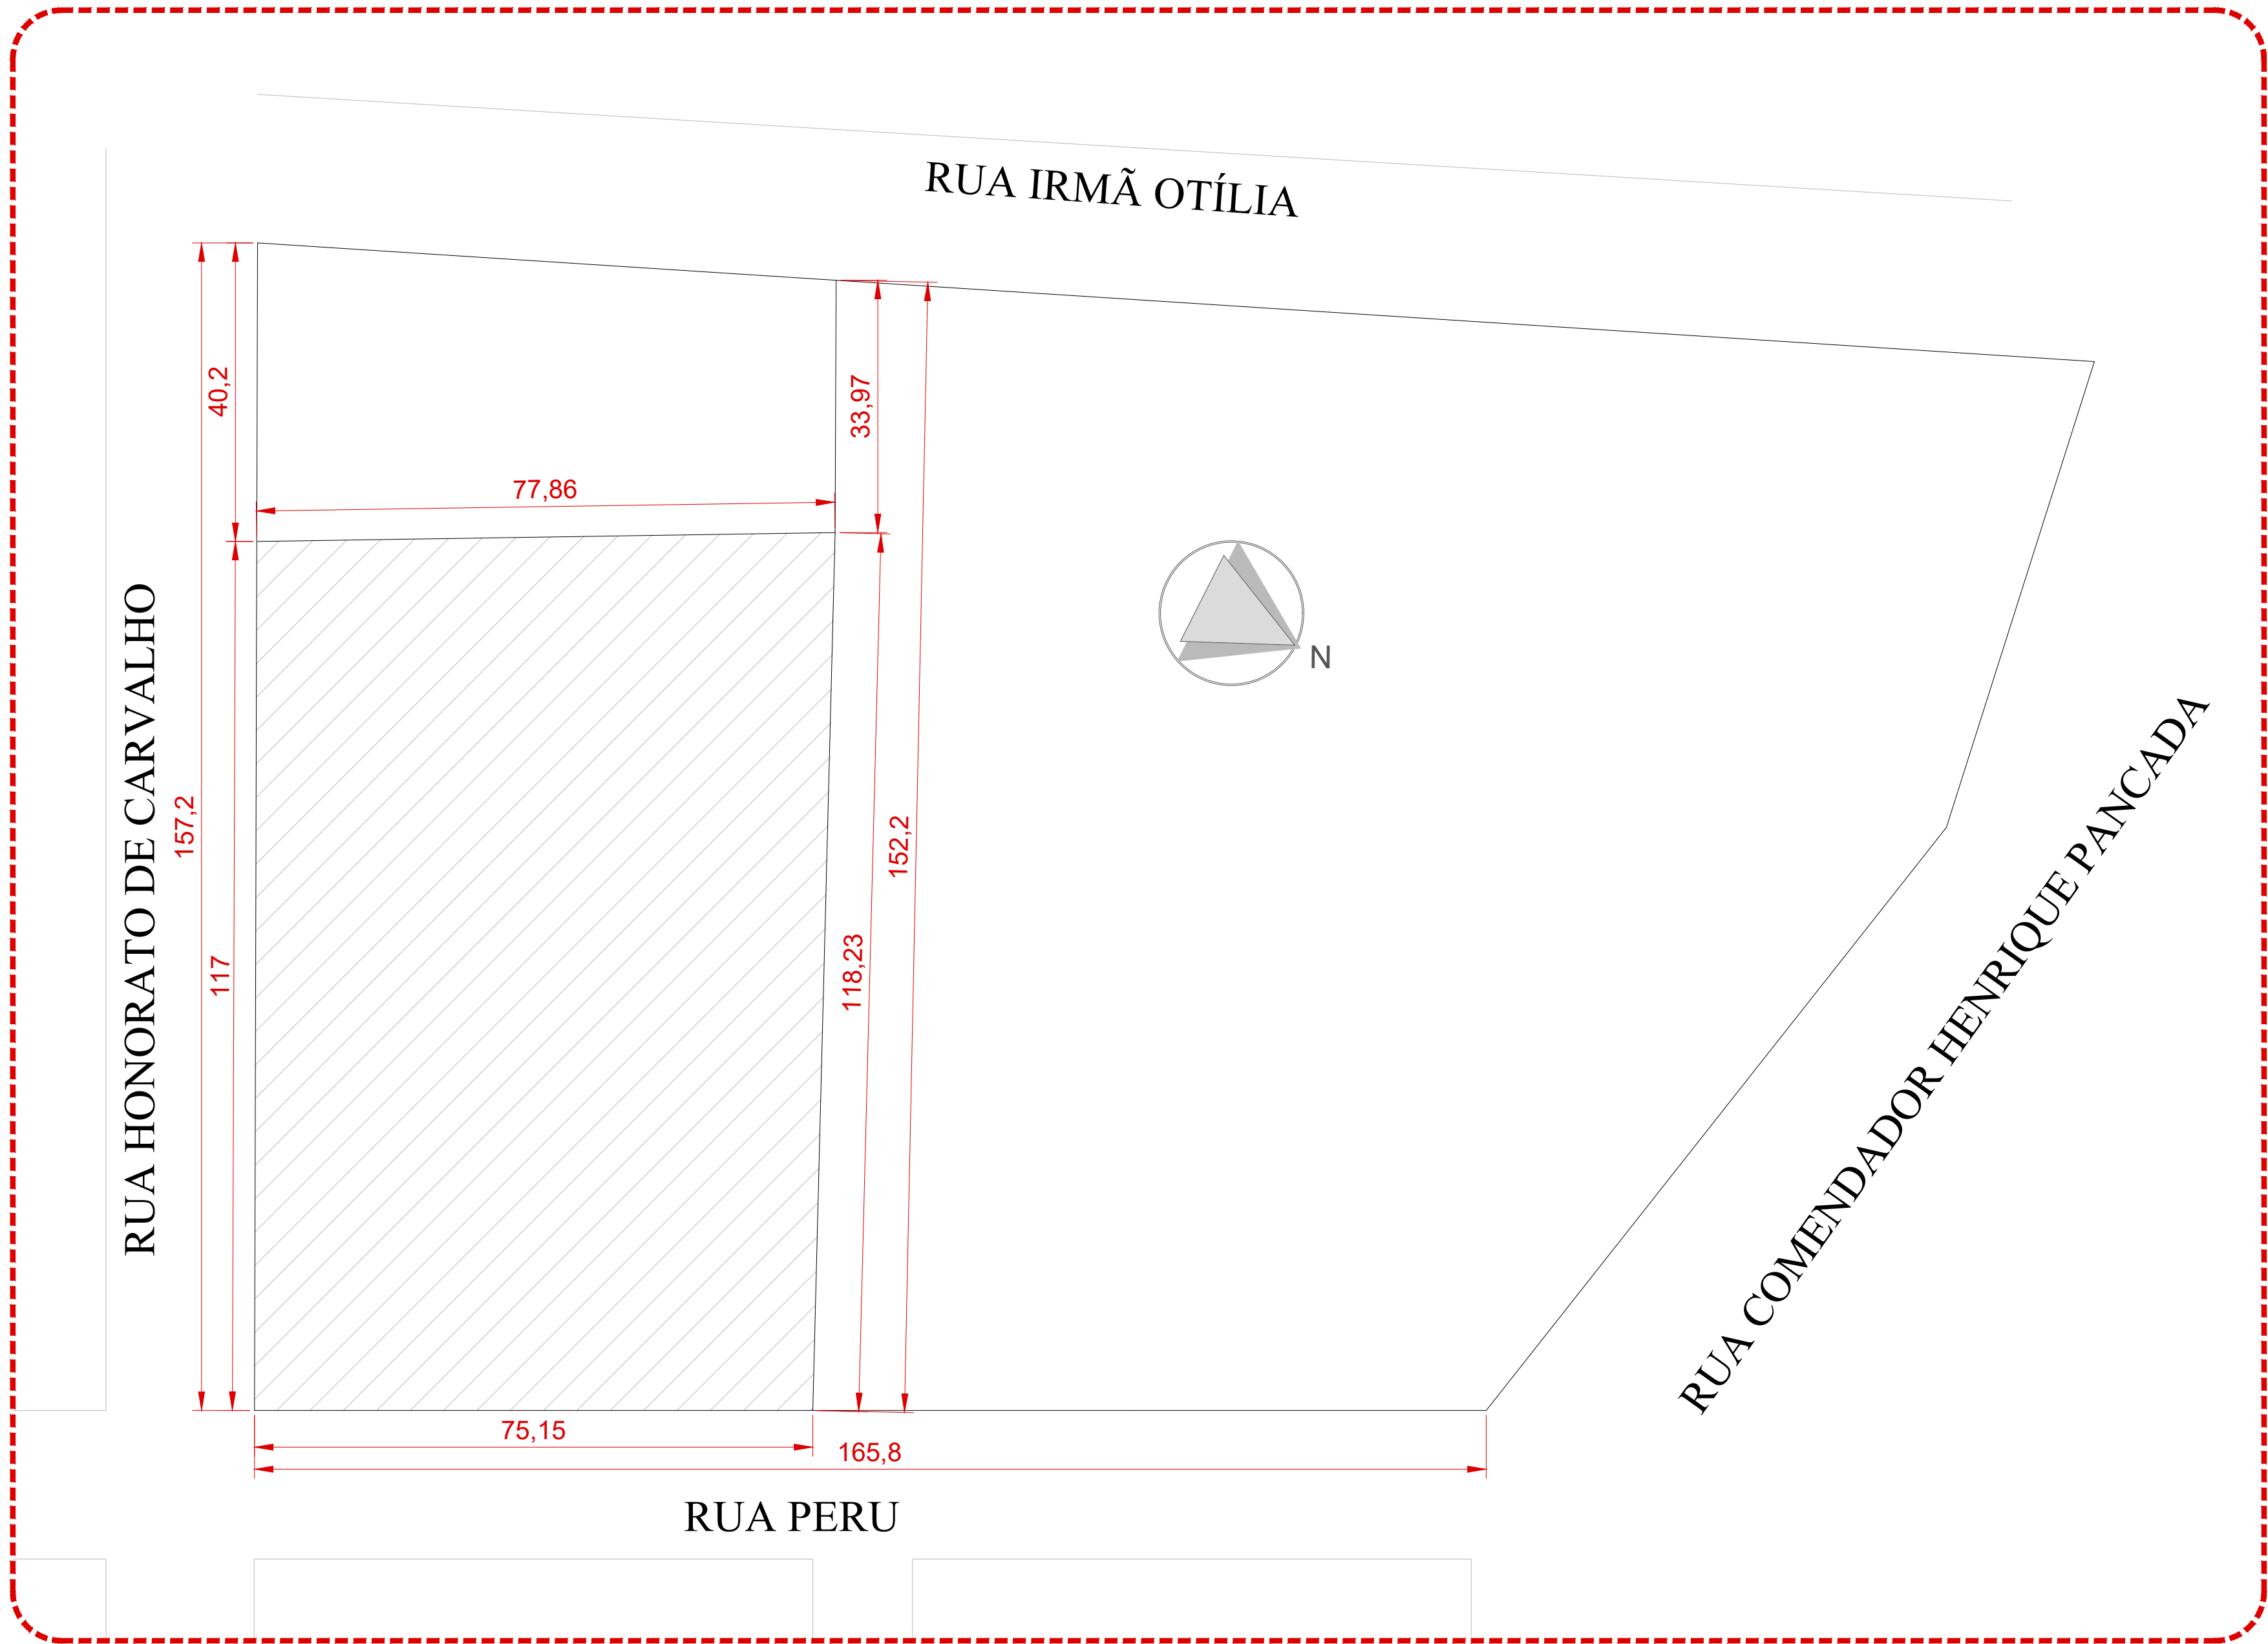 RUA IRMÃ OTÍLIA
40,2
33,97
77,86
N
RUA HONORATO DE CARVALHO
157,2
152,2
117
118,23
RUA COMENDADOR HENRIQUE PANCADA
75,15
165,8
RUA PERU